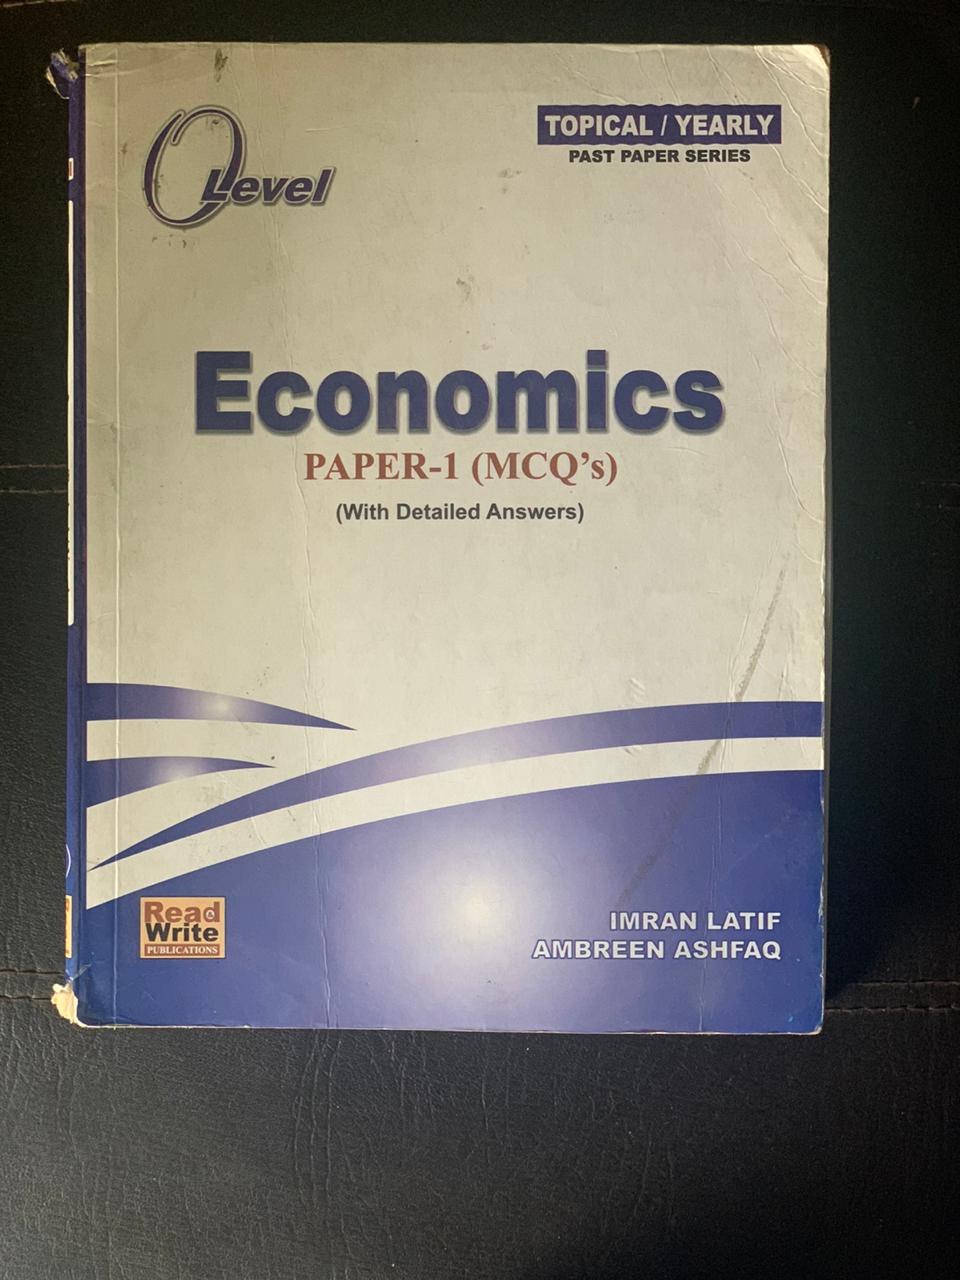 O Level
TOPICAL / YEARLY
PAST PAPER SERIES
Economics
PAPER-1 (MCQ's)
(With Detailed Answers)
Read &
Write
PUBLICATIONS
IMRAN LATIF
AMBREEN ASHFAQ